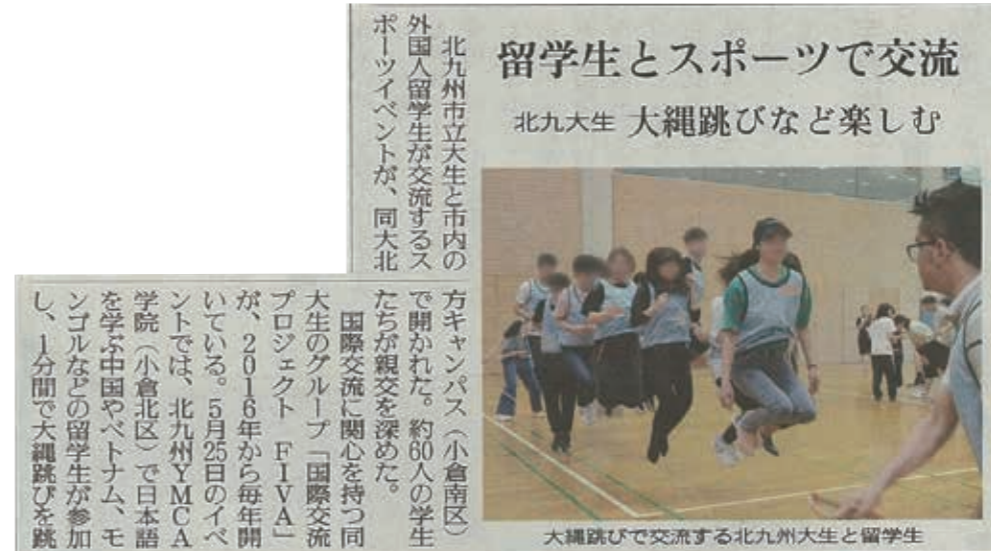 留学生とスポーツで交流
北九大生 大縄跳びなど楽しむ
北九州市立大生と市内の
外国人留学生が交流するス
ポーツイベントが、同大北
方キャンパス（小倉南区）
で開かれた。約60人の学生
たちが親交を深めた。
国際交流に関心を持つ同
大生のグループ「国際交流
プロジェクト FIVA」
が、2016年から毎年開
いている。5月25日のイベ
ントでは、北九州YMCA
学院（小倉北区）で日本語
を学ぶ中国やベトナム、モ
ンゴルなどの留学生が参加
し、1分間で大縄跳びを跳
大縄跳びで交流する北九州大生と留学生